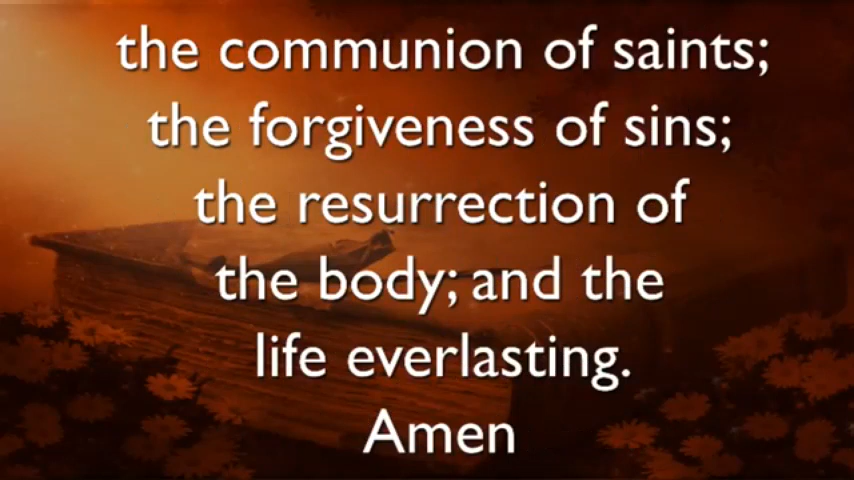 the communion of saints;
the forgiveness of sins;
the resurrection of
the body; and the
life everlasting.
Amen